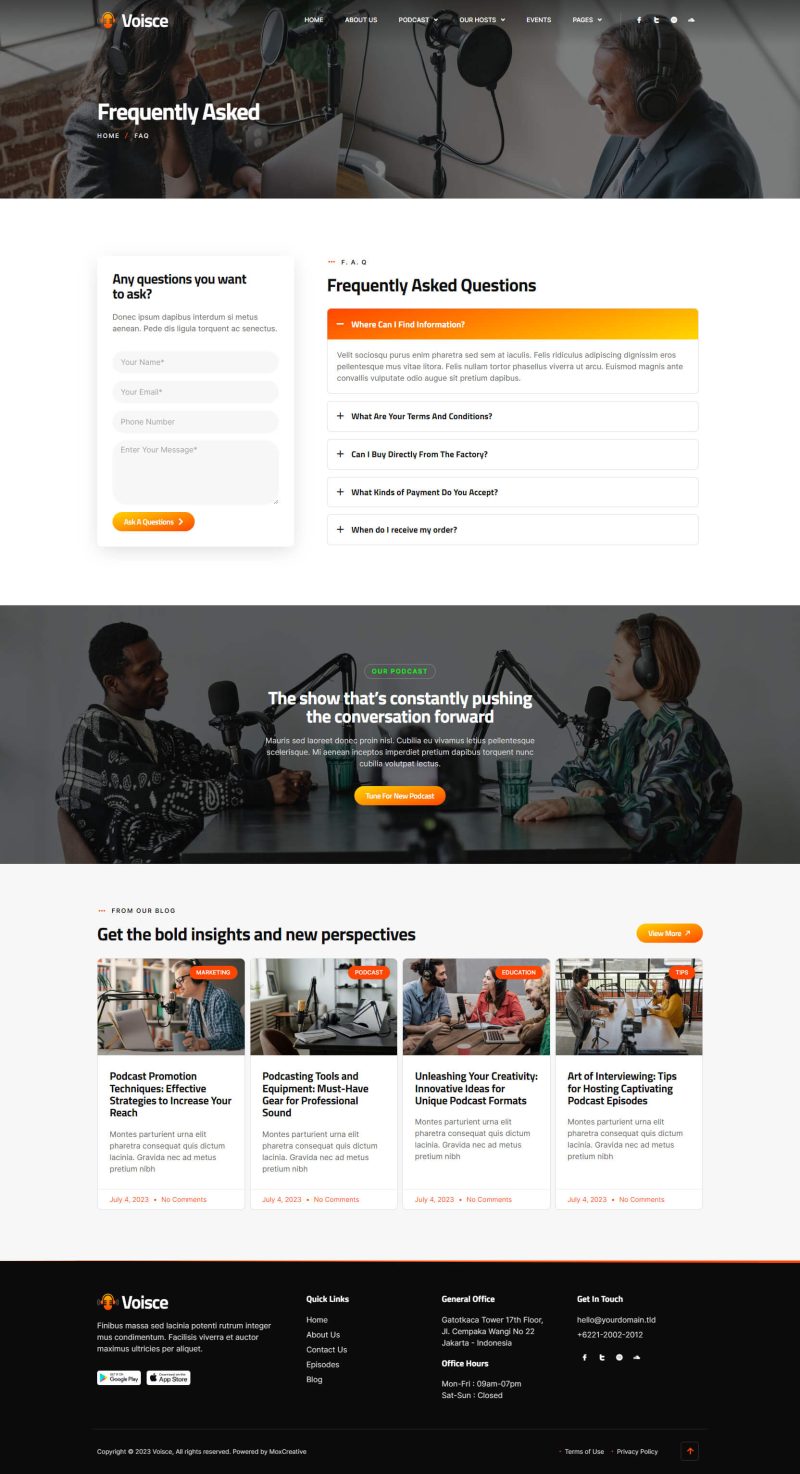 Voisce
HOME ABOUT US PODCAST OUR HOSTS EVENTS PAGES
Frequently Asked
HOME / FAQ
Any questions you want
to ask?
Donec ipsum dapibus interdum si metus
aenean. Pede dis ligula torquent ac senectus.
Your Name*
Your Email*
Phone Number
Enter Your Message*
Ask A Questions
F. A. Q
Frequently Asked Questions
Where Can I Find Information?
Velit sociosqu purus enim pharetra sed sem at iaculis. Felis ridiculus adipiscing dignissim eros
pellentesque mus vitae litora. Felis nullam tortor phasellus viverra ut arcu. Euismod magnis ante
convallis vulputate odio augue sit pretium dapibus.
What Are Your Terms And Conditions?
Can I Buy Directly From The Factory?
What Kinds of Payment Do You Accept?
When do I receive my order?
OUR PODCAST
The show that's constantly pushing
the conversation forward
Mauris sed laoreet donec proin nisl. Cubilia eu vivamus letius pellentesque
scelerisque. Mi aenean inceptos imperdiet pretium dapibus torquent nunc
cubilia volutpat lectus.
Tune For New Podcast
FROM OUR BLOG
Get the bold insights and new perspectives
View More
MARKETING
Podcast Promotion
Techniques: Effective
Strategies to Increase Your
Reach
Montes parturient urna elit
pharetra consequat quis dictum
lacinia. Gravida nec ad metus
pretium nibh
July 4, 2023 • No Comments
PODCAST
Podcasting Tools and
Equipment: Must-Have
Gear for Professional
Sound
Montes parturient urna elit
pharetra consequat quis dictum
lacinia. Gravida nec ad metus
pretium nibh
July 4, 2023 • No Comments
EDUCATION
Unleashing Your Creativity:
Innovative Ideas for
Unique Podcast Formats
Montes parturient urna elit
pharetra consequat quis dictum
lacinia. Gravida nec ad metus
pretium nibh
July 4, 2023 • No Comments
TIPS
Art of Interviewing: Tips
for Hosting Captivating
Podcast Episodes
Montes parturient urna elit
pharetra consequat quis dictum
lacinia. Gravida nec ad metus
pretium nibh
July 4, 2023 • No Comments
Voisce
Finibus massa sed lacinia potenti rutrum integer
mus condimentum. Facilisis viverra et auctor
maximus ultricies per aliquet.
GET IT ON
Google Play
Download on the
App Store
Quick Links
Home
About Us
Contact Us
Episodes
Blog
General Office
Gatotkaca Tower 17th Floor,
Jl. Cempaka Wangi No 22
Jakarta - Indonesia
Office Hours
Mon-Fri : 09am-07pm
Sat-Sun : Closed
Get In Touch
hello@yourdomain.tld
+6221-2002-2012
Copyright © 2023 Voisce, All rights reserved. Powered by MoxCreative
• Terms of Use • Privacy Policy